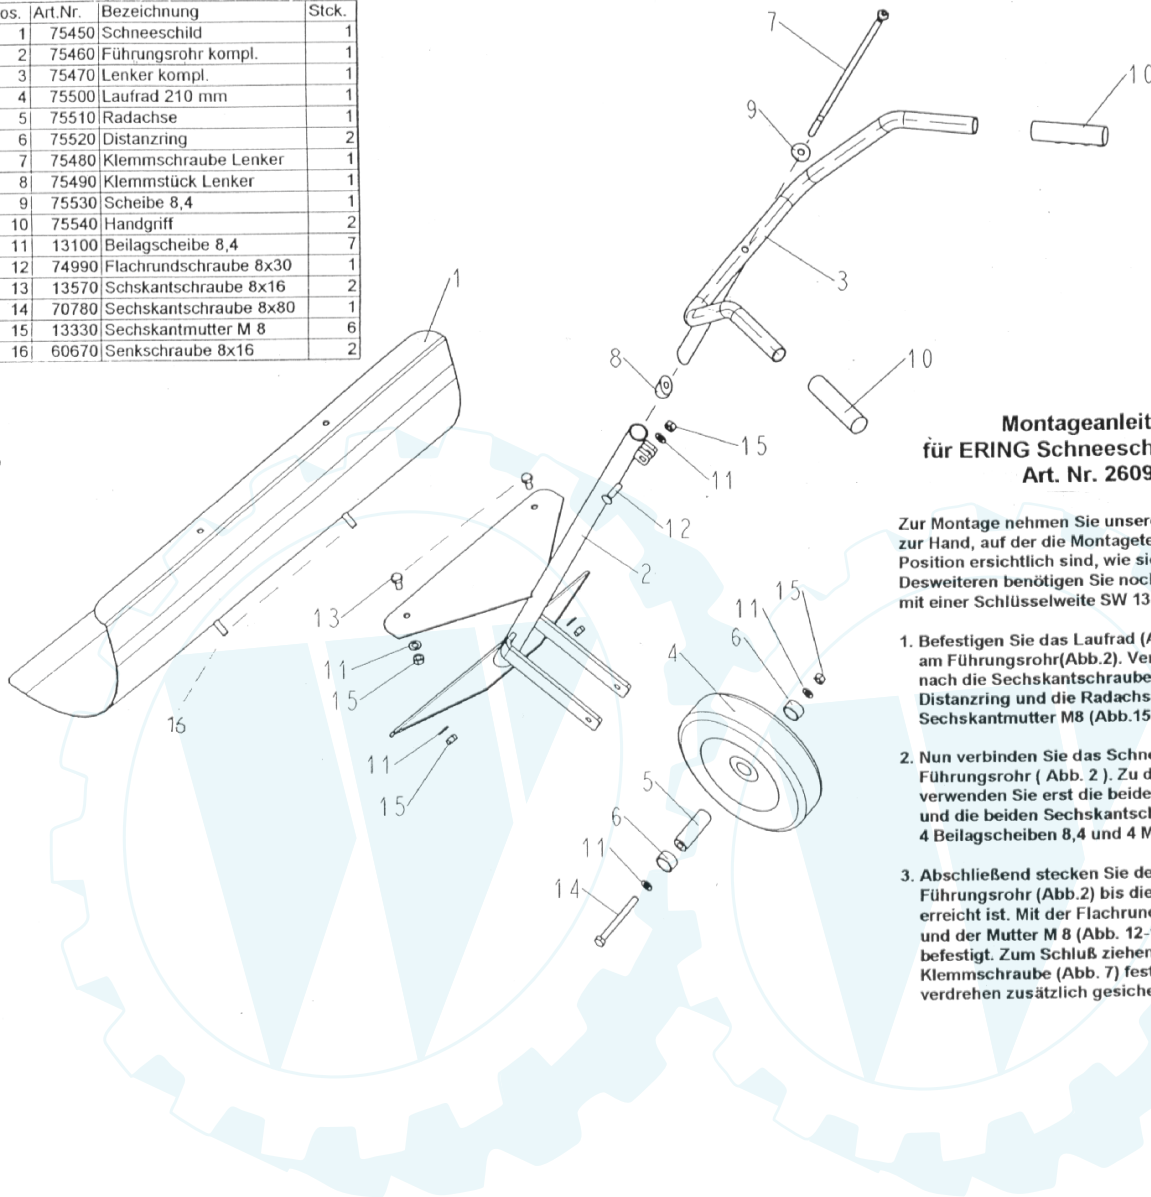 os. Art.Nr. Bezeichnung Stck.
1 75450 Schneeschild 1
2 75460 Führungsrohr kompl. 1
3 75470 Lenker kompl. 1
4 75500 Laufrad 210 mm 1
5 75510 Radachse 1
6 75520 Distanzring 2
7 75480 Klemmschraube Lenker 1
8 75490 Klemmstück Lenker 1
9 75530 Scheibe 8,4 1
10 75540 Handgriff 2
11 13100 Beilagscheibe 8,4 7
12 74990 Flachrundschraube 8x30 1
13 13570 Schskantschraube 8x16 2
14 70780 Sechskantschraube 8x80 1
15 13330 Sechskantmutter M 8 6
16 60670 Senkschraube 8x16 2
7
10
9
1
3
8
10
15
11
12
2
13
15
11
6
11
4
15
16
11
5
15
6
11
14
Montageanleit
für ERING Schneesch
Art. Nr. 2609
Zur Montage nehmen Sie unser
zur Hand, auf der die Montagete
Position ersichtlich sind, wie si
Desweiteren benötigen Sie noc
mit einer Schlüsselweite SW 13
1. Befestigen Sie das Laufrad (A
am Führungsrohr(Abb.2). Ve
nach die Sechskantschraube
Distanzring und die Radachs
Sechskantmutter M8 (Abb.15
2. Nun verbinden Sie das Schne
Führungsrohr ( Abb. 2 ). Zu d
verwenden Sie erst die beide
und die beiden Sechskantsc
4 Beilagscheiben 8,4 und 4 M
3. Abschließend stecken Sie de
Führungsrohr (Abb.2) bis die
erreicht ist. Mit der Flachrun
und der Mutter M 8 (Abb. 12-
befestigt. Zum Schluß ziehen
Klemmschraube (Abb. 7) fest
verdrehen zusätzlich gesiche